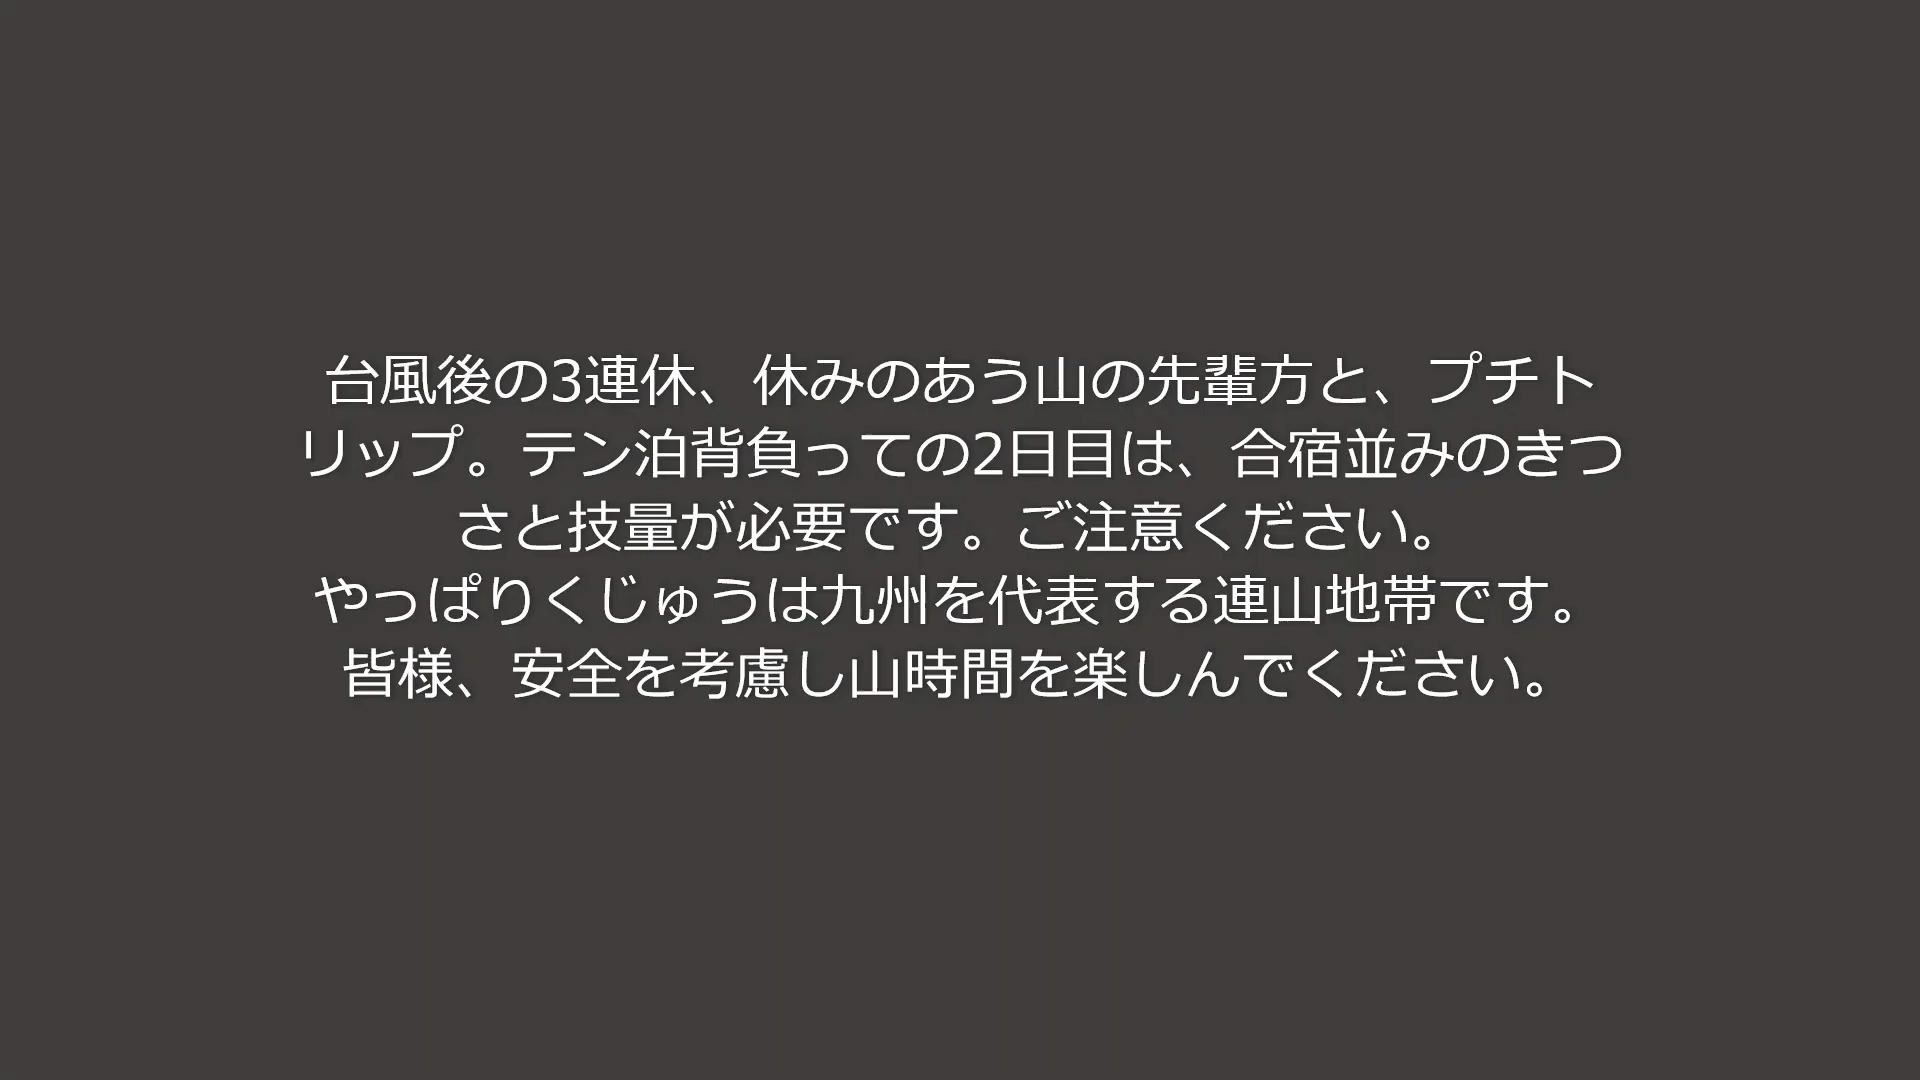 台風後の3連休、休みのあう山の先輩方と、プチト
リップ。テン泊背負っての2日目は、合宿並みのきつ
さと技量が必要です。ご注意ください。
やっぱりくじゅうは九州を代表する連山地帯です。
皆様、安全を考慮し山時間を楽しんでください。